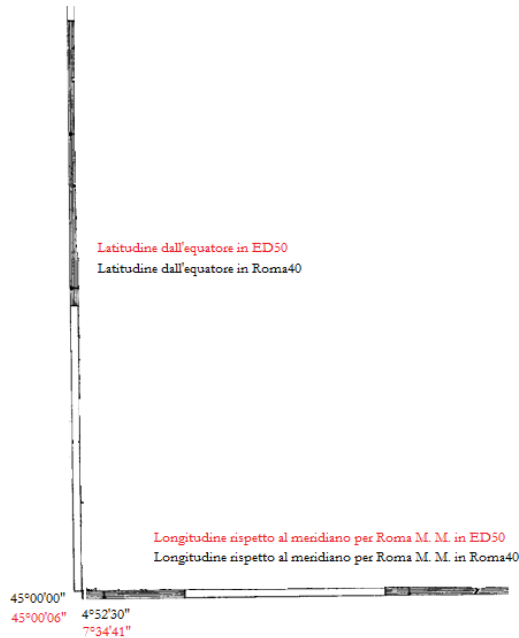 Latitudine dall'equatore in ED50
Latitudine dall'equatore in Roma40
Longitudine rispetto al meridiano per Roma M. M. in ED50
Longitudine rispetto al meridiano per Roma M. M. in Roma40
45°00'00"
45°00'06"
4°52'30"
7°34'41"